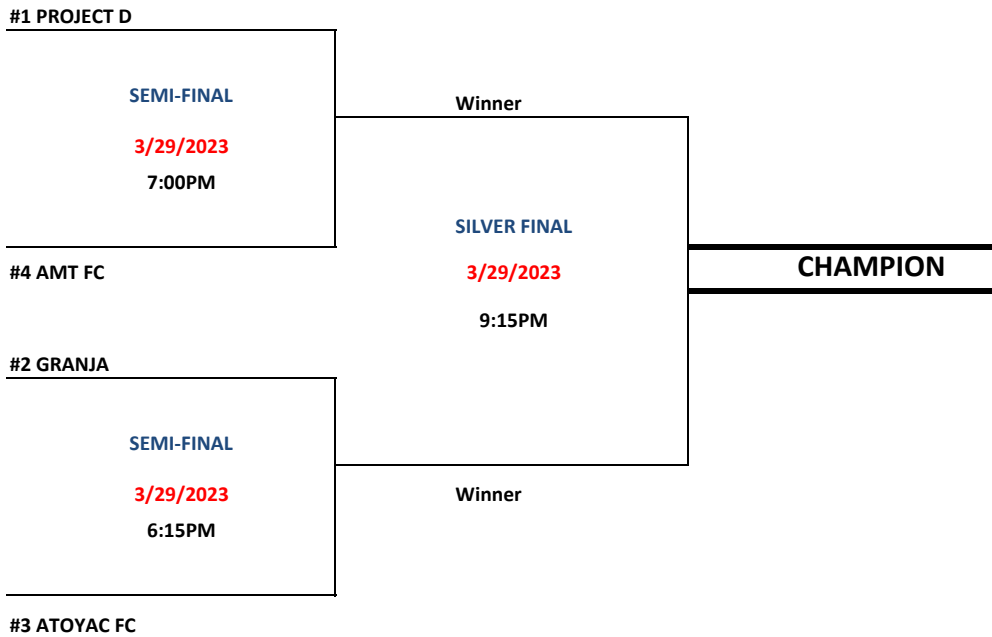 #1 PROJECT D
SEMI-FINAL
3/29/2023
7:00PM
#4 AMT FC
Winner
SILVER FINAL
3/29/2023
9:15PM
CHAMPION
#2 GRANJA
SEMI-FINAL
3/29/2023
6:15PM
#3 ATOYAC FC
Winner